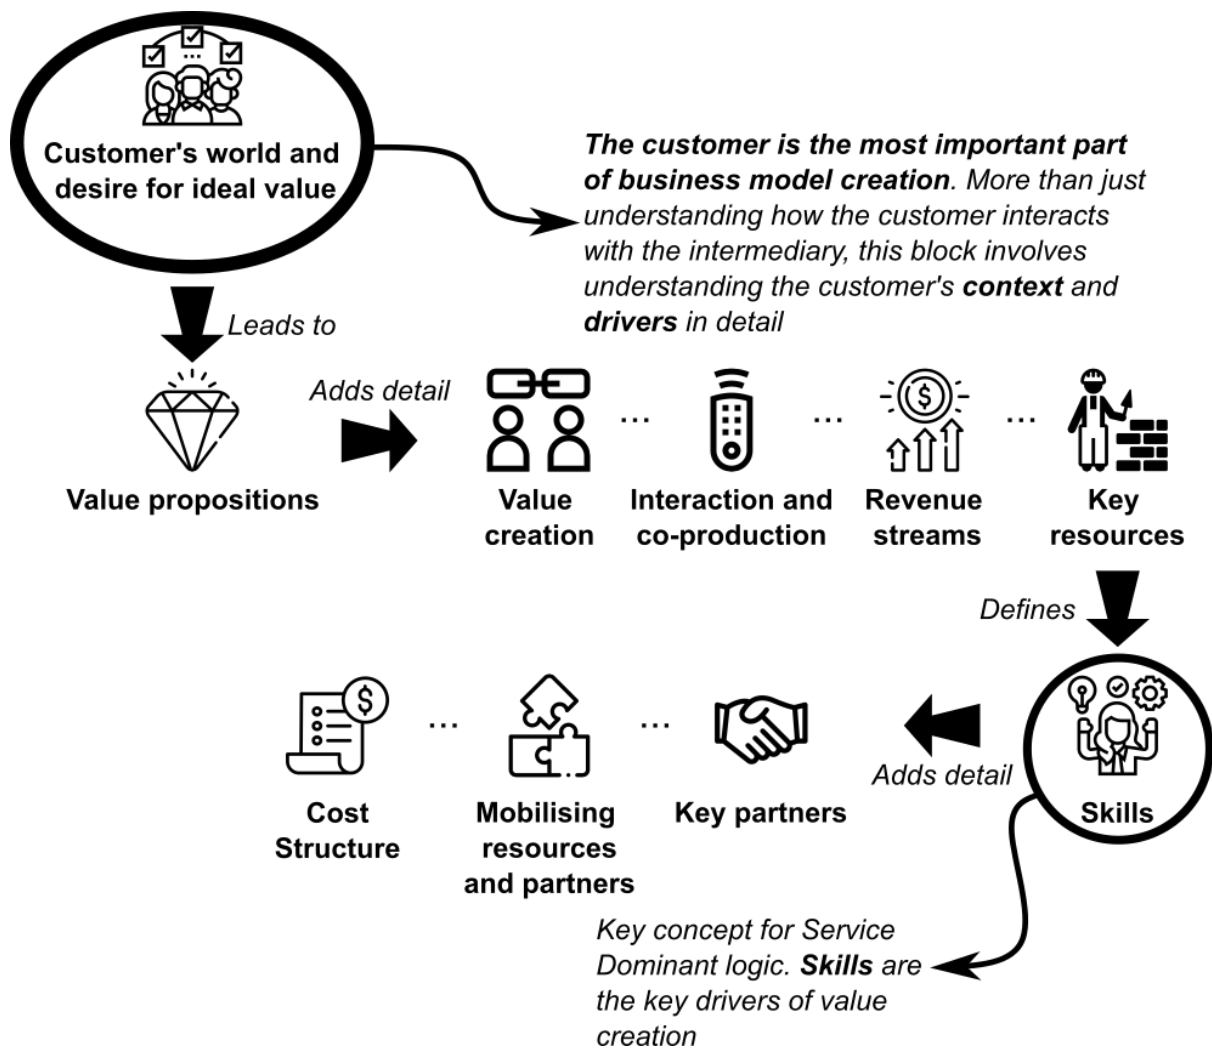 Customer's world and
desire for ideal value
The customer is the most important part
of business model creation. More than just
understanding how the customer interacts
with the intermediary, this block involves
understanding the customer's context and
drivers in detail
Leads to
Adds detail
$
Value propositions
Value
creation
...
Interaction and
co-production
...
Revenue
streams
...
Key
resources
Defines
Skills
Adds detail
Key partners
...
Mobilising
resources
and partners
...
$
Cost
Structure
Key concept for Service
Dominant logic. Skills are
the key drivers of value
creation